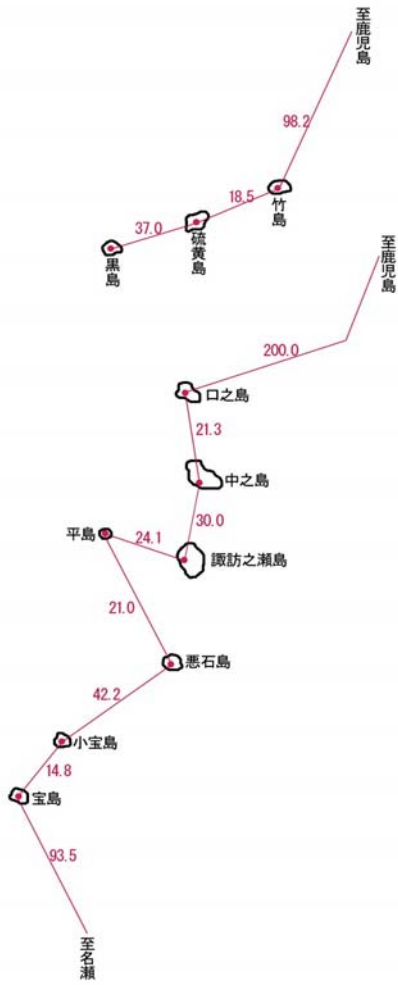 至鹿児島
98.2
竹島
18.5
硫黄島
37.0
黒島
至鹿児島
200.0
口之島
21.3
中之島
30.0
諏訪之瀬島
24.1
平島
21.0
悪石島
42.2
小宝島
14.8
宝島
93.5
至名瀬